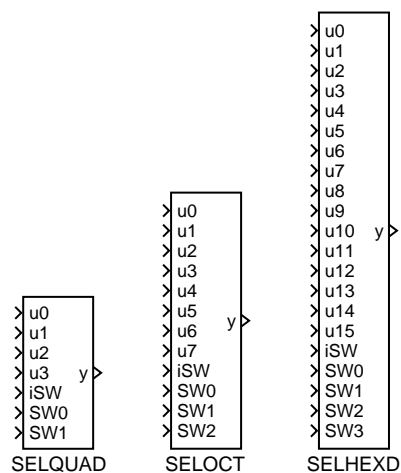 u0
u1
u2
u3
iSW
SW0
SW1
y
SELQUAD
u0
u1
u2
u3
u4
u5
u6
u7
iSW
SW0
SW1
SW2
y
SELOCT
u0
u1
u2
u3
u4
u5
u6
u7
u8
u9
u10
u11
u12
u13
u14
u15
iSW
SW0
SW1
SW2
SW3
y
SELHEXD